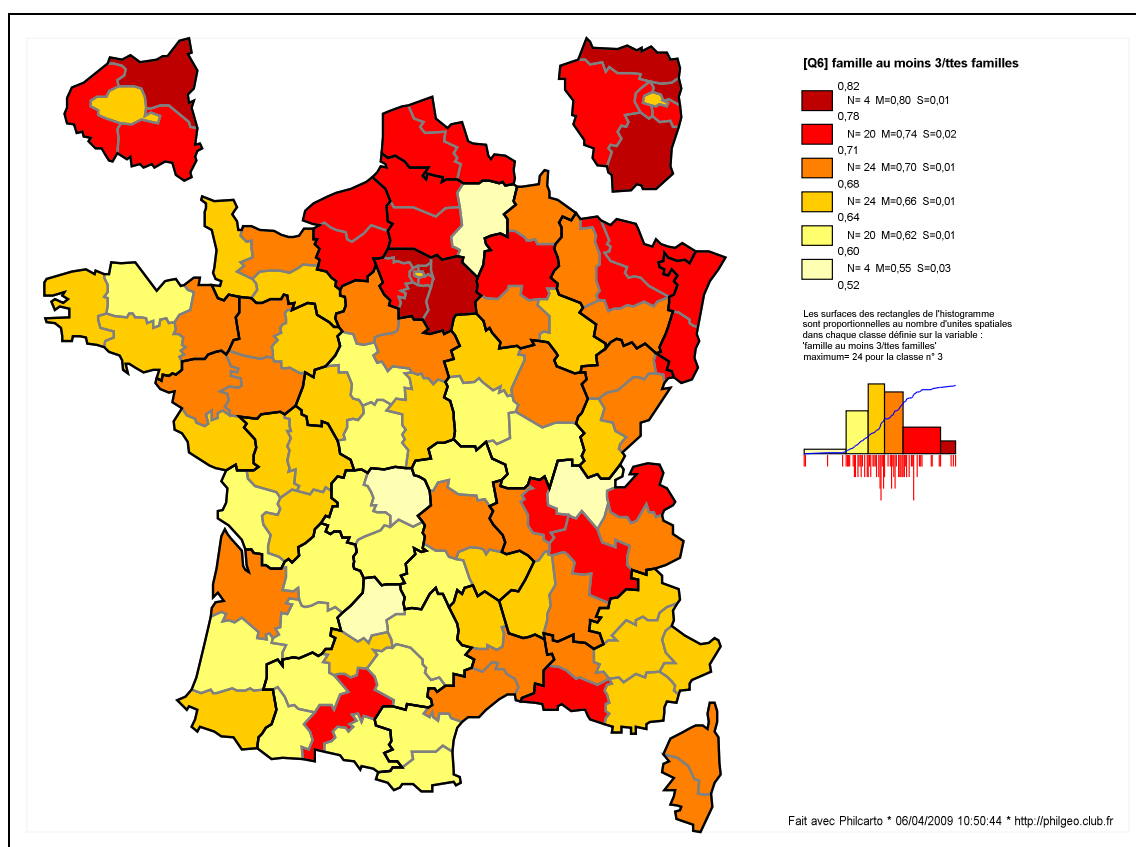 [Q6] famille au moins 3/ttes familles
0,82
N= 4 M=0,80 S=0,01
0,78
N= 20 M=0,74 S=0,02
0,71
N= 24 M=0,70 S=0,01
0,68
N= 24 M=0,66 S=0,01
0,64
N= 20 M=0,62 S=0,01
0,60
N= 4 M=0,55 S=0,03
0,52
Les surfaces des rectangles de l'histogramme
sont proportionnelles au nombre d'unites spatiales
dans chaque classe définie sur la variable :
'famille au moins 3/ttes familles'
maximum= 24 pour la classe n° 3
Fait avec Philcarto * 06/04/2009 10:50:44 * http://philgeo.club.fr